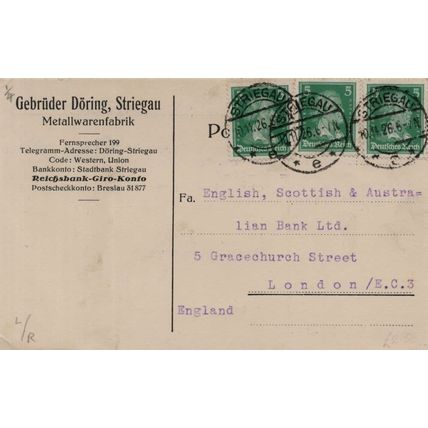 Gebrüder Döring, Striegau
Metallwarenfabrik
Fernsprecher 199
Telegramm-Adresse: Döring-Striegau
Code: Western, Union
Bankkonto: Stadtbank Striegau
Reichsbank-Giro-Konto
Postscheckkonto: Breslau 31877
STRIEGAU
STRIEGAU
STRIEGAU
5
5
Deutsches Reich
Deutsches Reich
Deutsches Reich
e
Po
Fa. English, Scottish & Austra-
lian Bank Ltd.
5 Gracechurch Street
London/E.C.3
England
L/R